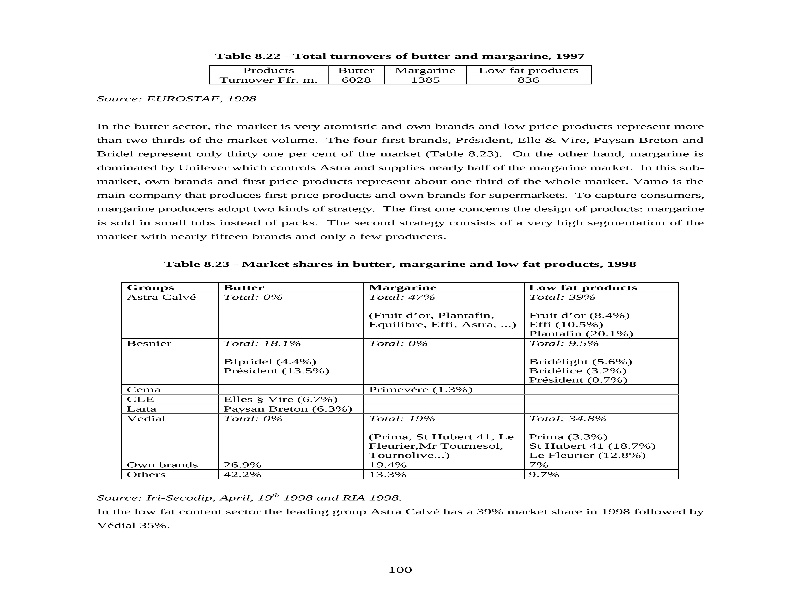 Table 8.22 Total turnovers of butter and margarine, 1997
Products Butter Margarine Low fat products
Turnover Ffr. m. 6028 1385 836
Source: EUROSTAF, 1998
In the butter sector, the market is very atomistic and own brands and low price products represent more
than two thirds of the market volume. The four first brands, Président, Elle & Vire, Paysan Breton and
Bridel represent only thirty one per cent of the market (Table 8.23). On the other hand, margarine is
dominated by Unilever which controls Astra and supplies nearly half of the margarine market. In this sub-
market, own brands and first price products represent about one third of the whole market. Vamo is the
main company that produces first price products and own brands for supermarkets. To capture consumers,
margarine producers adopt two kinds of strategy. The first one concerns the design of products: margarine
is sold in small tubs instead of packs. The second strategy consists of a very high segmentation of the
market with nearly fifteen brands and only a few producers.
Table 8.23 Market shares in butter, margarine and low fat products, 1998
Groups Butter Margarine Low fat products
Astra Calvé Total: 0% Total: 47% Total: 39%
(Fruit d'or, Plantafin, Fruit d'or (8.4%)
Equilibre, Effi, Astra, ...) Effi (10.5%)
Plantafin (20.1%)
Besnier Total: 18.1% Total: 0% Total: 9.5%
(4.4%) Bridélight (5.6%)
Président (13.5%) Bridélice (3.2%)
Président (0.7%)
Cema Primevère (1.3%)
CLE Elles § Vire (6.7%)
Laita Paysan Breton (6.3%)
Védial Total: 0% Total: 19% Total: 34.8%
(Prima, St Hubert 41, Le Prima (3.3%)
Fleurier,Mr Tournesol, St Hubert 41 (18.7%)
Tournolive...) Le Fleurier (12.8%)
Own brands 26.9% 19.4% 7%
Others 42.2% 13.3% 9.7%
Source: Iri-Secodip, April, 19th 1998 and RIA 1998.
In the low fat content sector the leading group Astra Calvé has a 39% market share in 1998 followed by
Védial 35%.
100